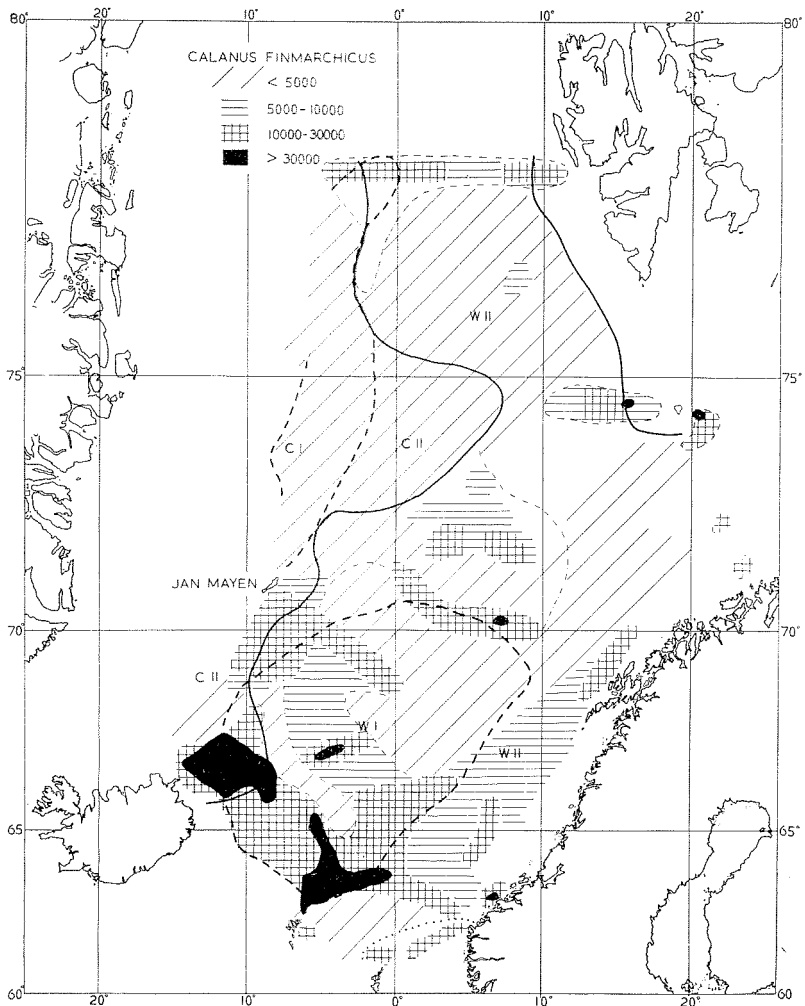 80° 20° 10° 0° 10° 20° 80°
CALANUS FINMARCHICUS
< 5000
5000-10000
10000-30000
> 30000
W II
75° 75°
C I C II
JAN MAYEN
70° 70°
C II
W I W II
65° 65°
60° 20° 10° 0° 10° 20° 60°